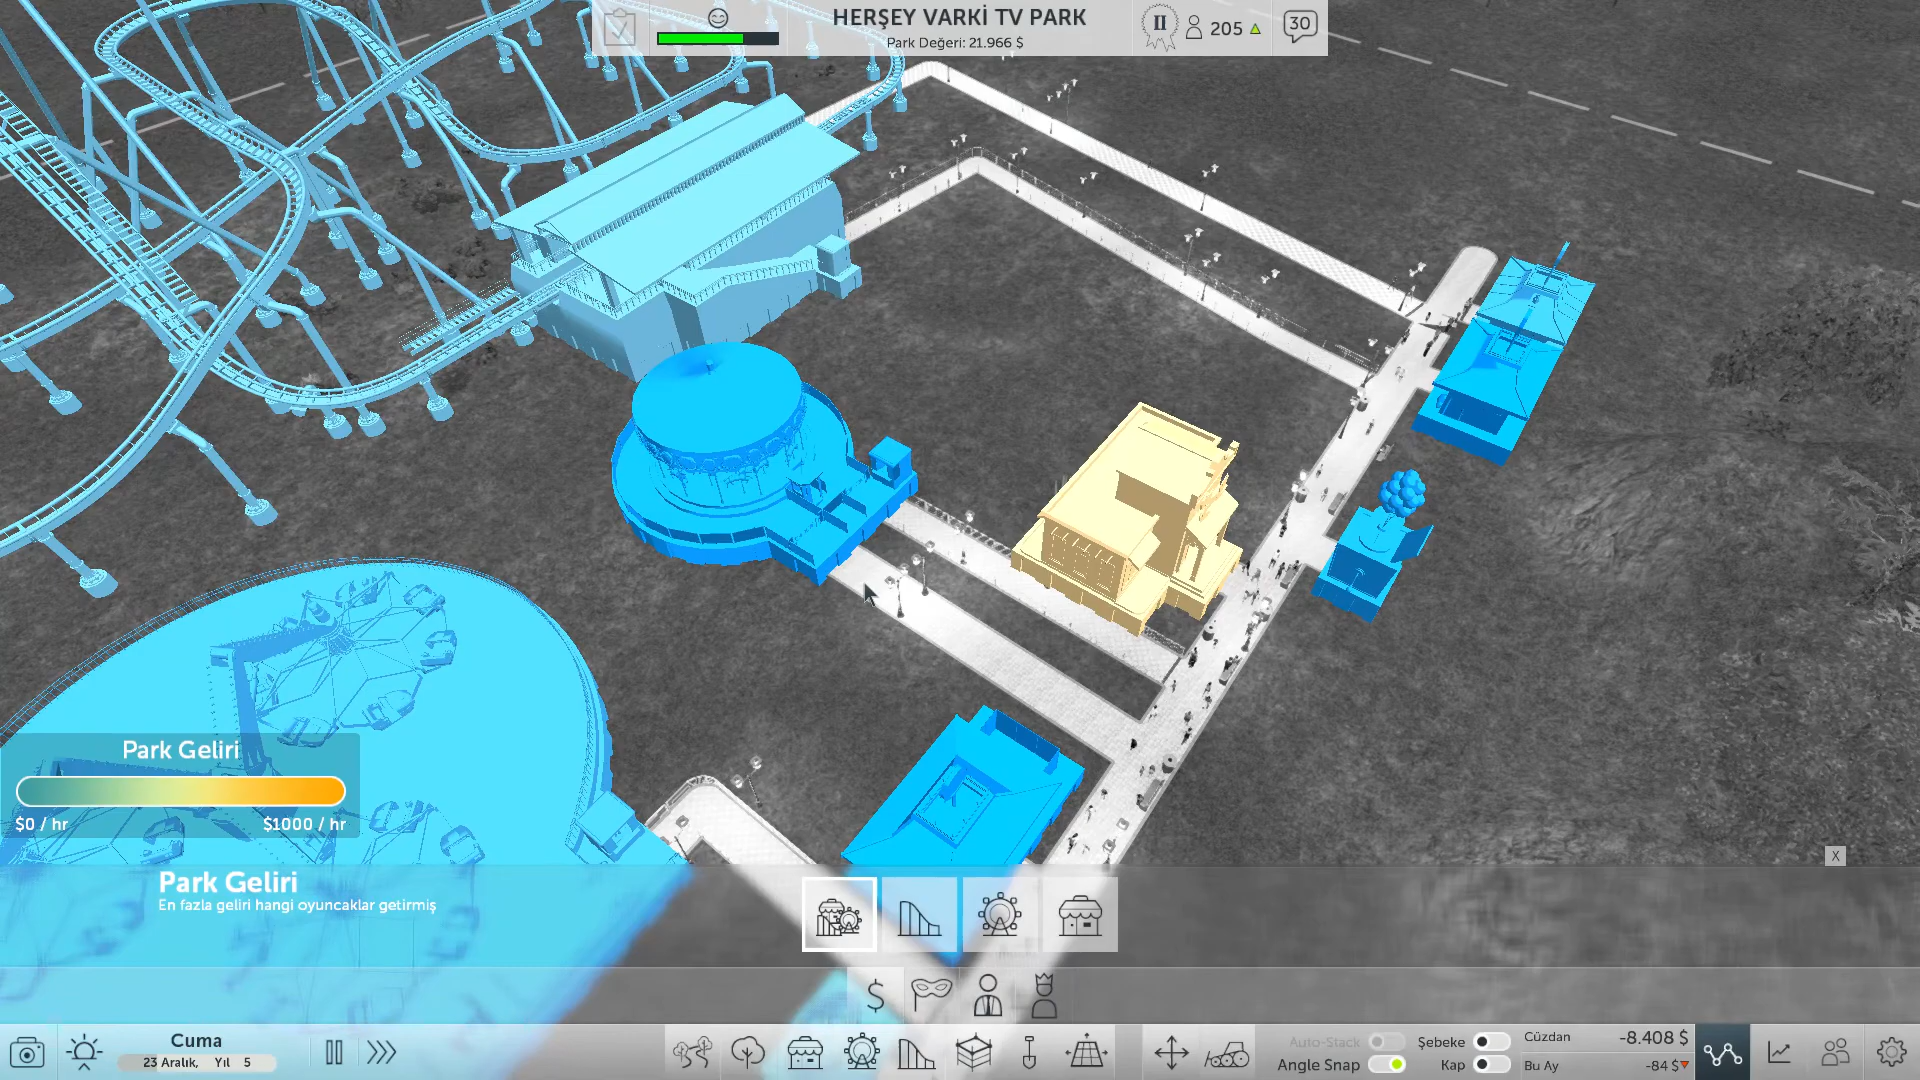 HERŞEY VARKİ TV PARK
Park Değeri: 21.966 $
II
205
30
Park Geliri
$0 / hr
$1000 / hr
Park Geliri
En fazla geliri hangi oyuncaklar getirmiş
X
Cuma
23 Aralık, Yıl 5
Auto-Stack
Angle Snap
Şebeke
Kap
Cüzdan
-8.408 $
Bu Ay
-84 $